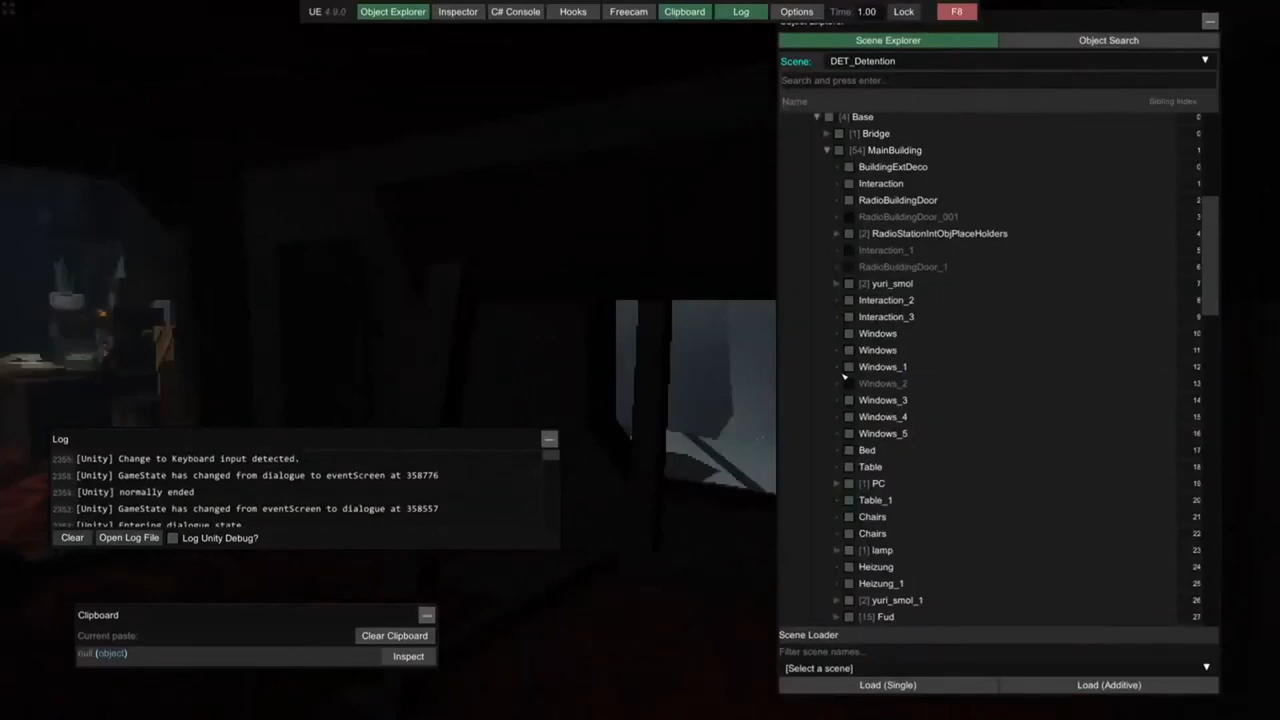 UE 4.9.0 Object Explorer Inspector C# Console Hooks Freecam Clipboard Log Options Time: 1.00 Lock F8
Scene Explorer Object Search
Scene: DET_Detention
Search and press enter...
Name Sibling Index
[4] Base 0
[1] Bridge 0
[54] MainBuilding 1
BuildingExtDeco 0
Interaction 1
RadioBuildingDoor 2
RadioBuildingDoor_001 3
[2] RadioStationIntObjPlaceHolders 4
Interaction_1 5
RadioBuildingDoor_1 6
[2] yuri_smol 7
Interaction_2 8
Interaction_3 9
Windows 10
Windows 11
Windows_1 12
Windows_2 13
Windows_3 14
Windows_4 15
Windows_5 16
Bed 17
Table 18
[1] PC 19
Table_1 20
Chairs 21
Chairs 22
[1] lamp 23
Heizung 24
Heizung_1 25
[2] yuri_smol_1 26
[15] Fud 27
Scene Loader
Filter scene names...
[Select a scene]
Load (Single) Load (Additive)
Log
[Unity] Change to Keyboard input detected.
[Unity] GameState has changed from dialogue to eventScreen at 358776
[Unity] normally ended
[Unity] GameState has changed from eventScreen to dialogue at 358557
[Unity] Entering dialogue state
Clear Open Log File Log Unity Debug?
Clipboard
Current paste: Clear Clipboard
null (object) Inspect